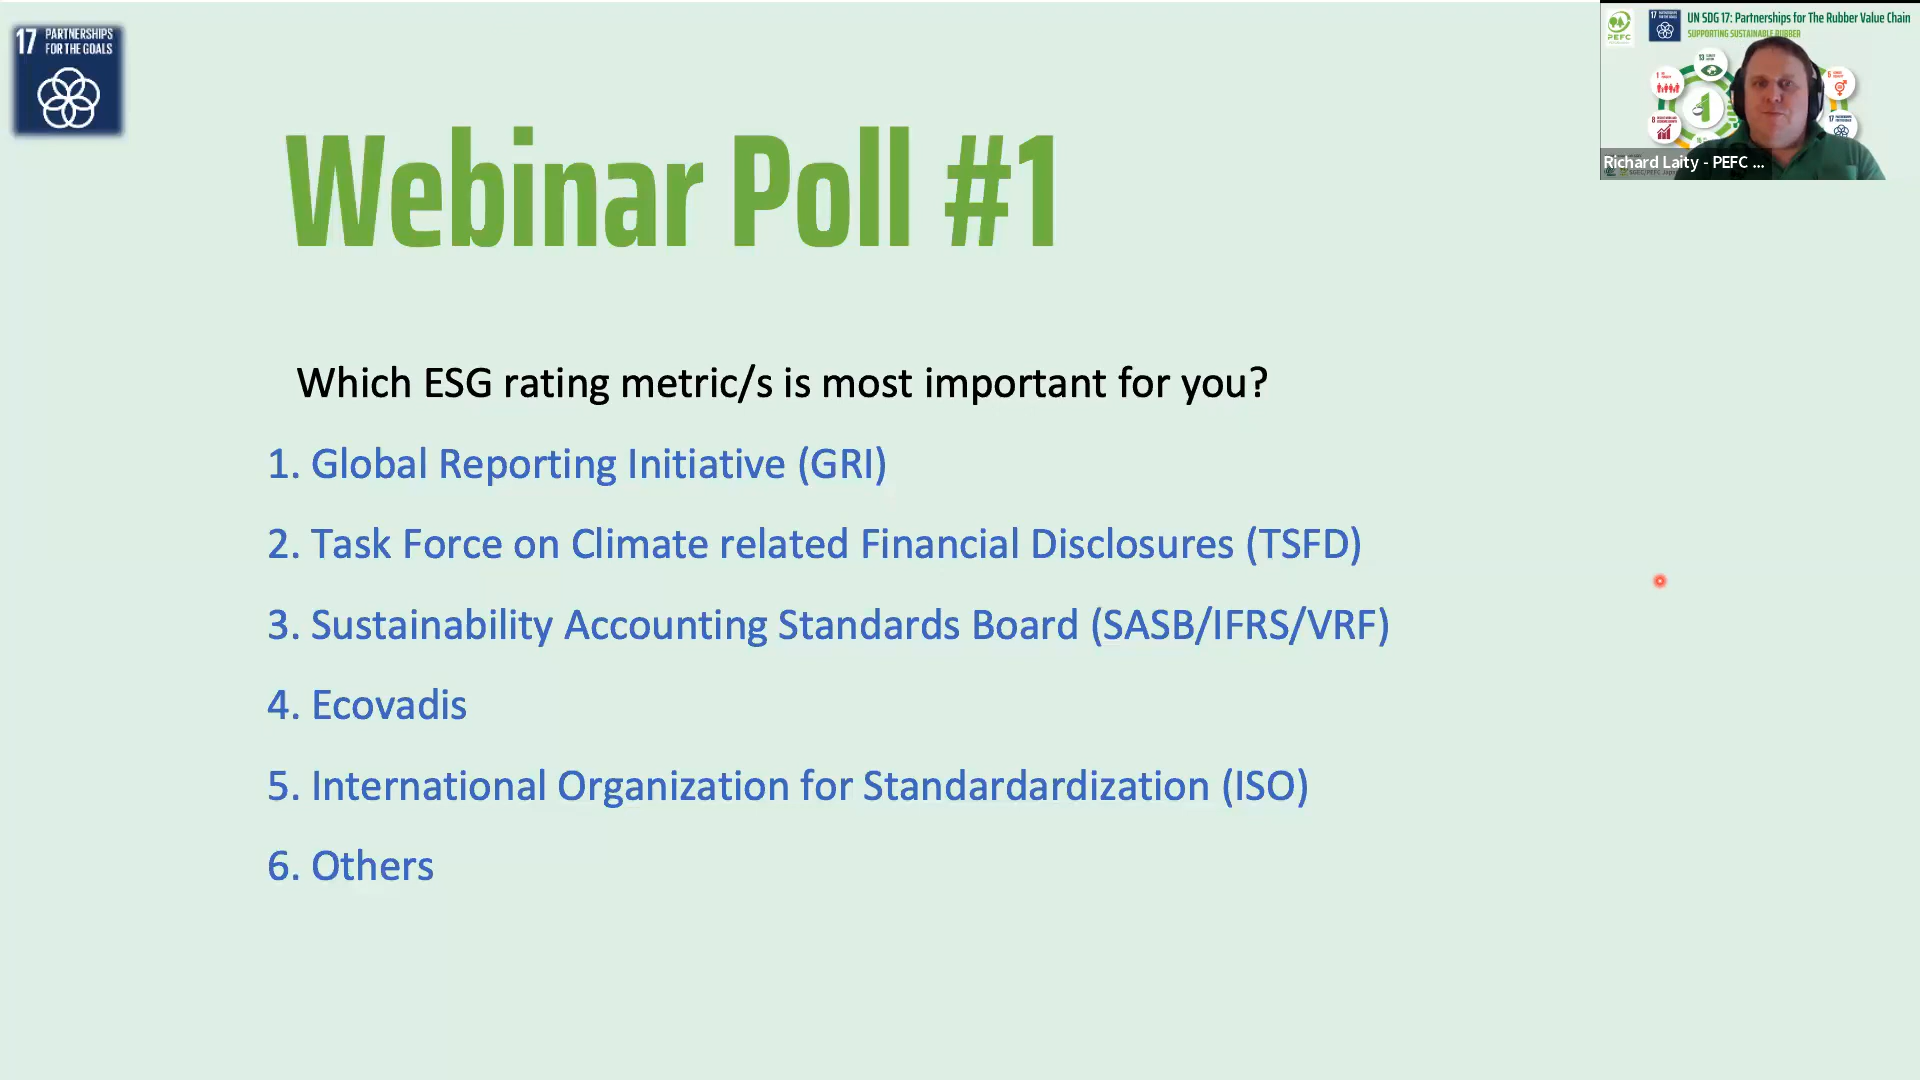 17 PARTNERSHIPS
FOR THE GOALS
UN SDG 17: Partnerships for The Rubber Value Chain
SUPPORTING SUSTAINABLE RUBBER
PEFC
Richard Laity - PEFC ...
Webinar Poll #1
Which ESG rating metric/s is most important for you?
1. Global Reporting Initiative (GRI)
2. Task Force on Climate related Financial Disclosures (TSFD)
3. Sustainability Accounting Standards Board (SASB/IFRS/VRF)
4. Ecovadis
5. International Organization for Standardardization (ISO)
6. Others